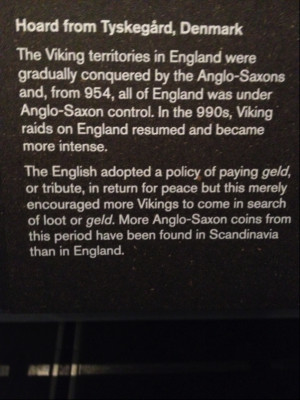 Hoard from Tyskegård, Denmark
The Viking territories in England were
gradually conquered by the Anglo-Saxons
and, from 954, all of England was under
Anglo-Saxon control. In the 990s, Viking
raids on England resumed and became
more intense.
The English adopted a policy of paying geld,
or tribute, in return for peace but this merely
encouraged more Vikings to come in search
of loot or geld. More Anglo-Saxon coins from
this period have been found in Scandinavia
than in England.